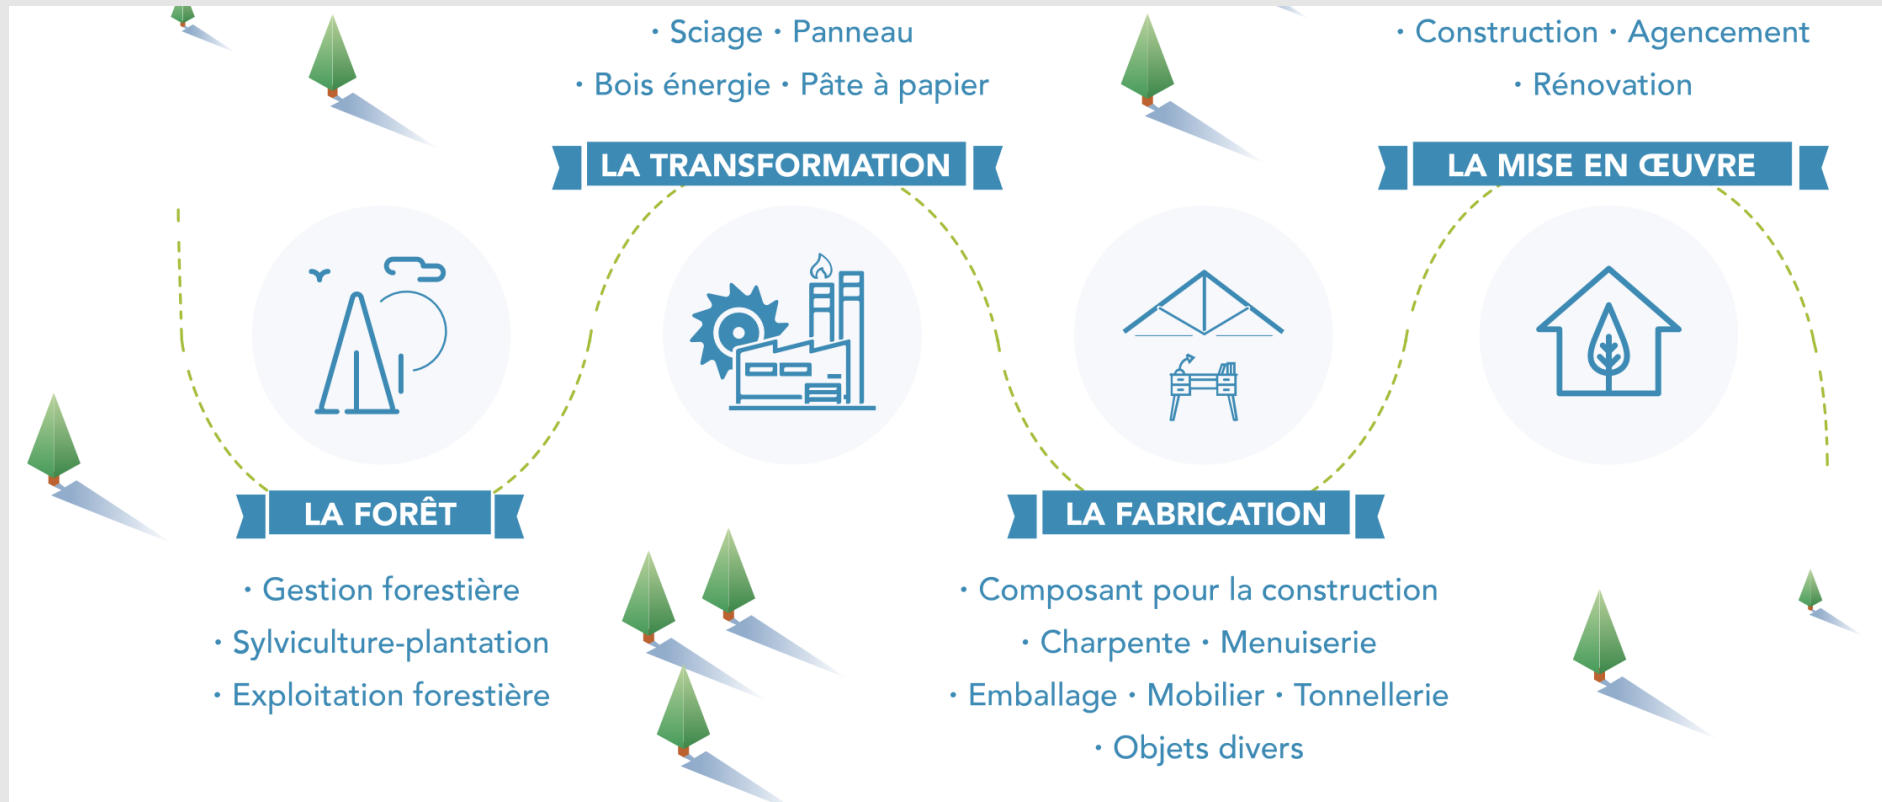 · Sciage · Panneau
· Bois énergie · Pâte à papier
LA TRANSFORMATION
· Construction · Agencement
· Rénovation
LA MISE EN ŒUVRE
LA FORÊT
· Gestion forestière
· Sylviculture-plantation
· Exploitation forestière
LA FABRICATION
· Composant pour la construction
· Charpente · Menuiserie
· Emballage · Mobilier · Tonnellerie
· Objets divers